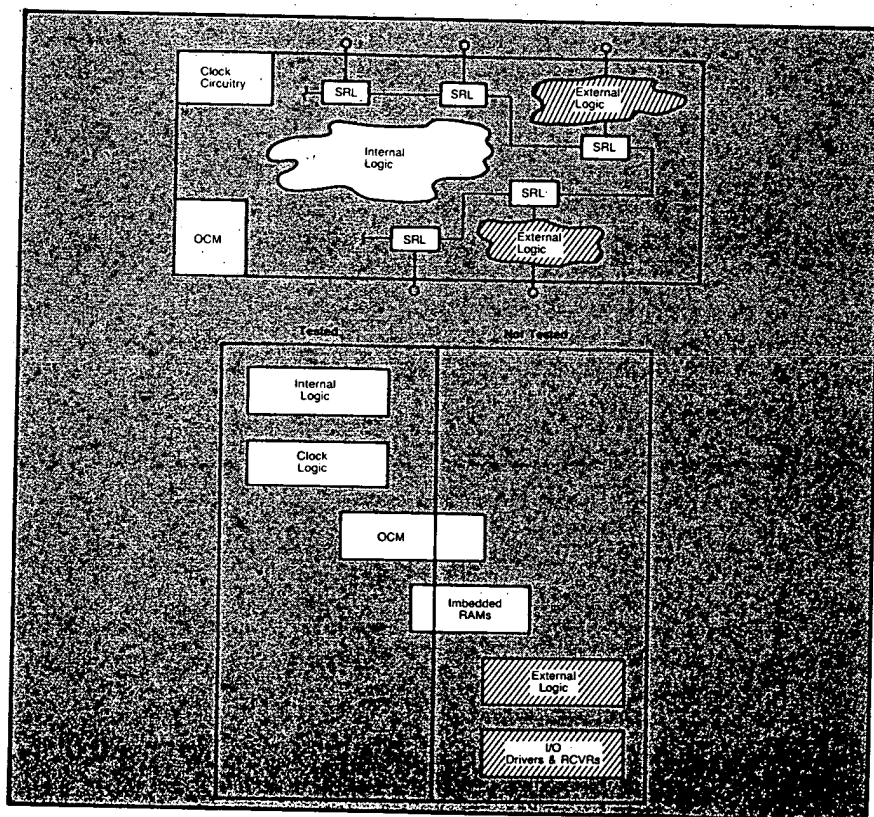 Clock
Circuitry
SRL
SRL
External
Logic
Internal
Logic
SRL
SRL
OCM
SRL
External
Logic
Tested
Not Tested
Internal
Logic
Clock
Logic
OCM
Imbedded
RAMs
External
Logic
I/O
Drivers & RCVRs